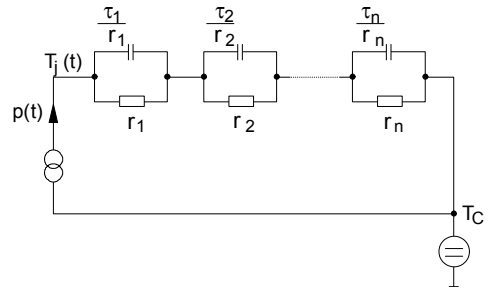 τ1/r1 τ2/r2 τn/rn
Tj(t)
p(t) r1 r2 rn
TC